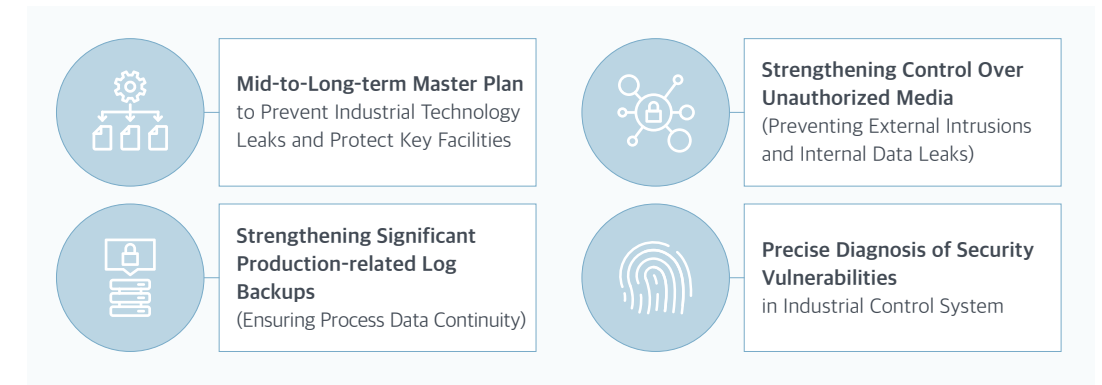 Mid-to-Long-term Master Plan
to Prevent Industrial Technology
Leaks and Protect Key Facilities
Strengthening Control Over
Unauthorized Media
(Preventing External Intrusions
and Internal Data Leaks)
Strengthening Significant
Production-related Log
Backups
(Ensuring Process Data Continuity)
Precise Diagnosis of Security
Vulnerabilities
in Industrial Control System